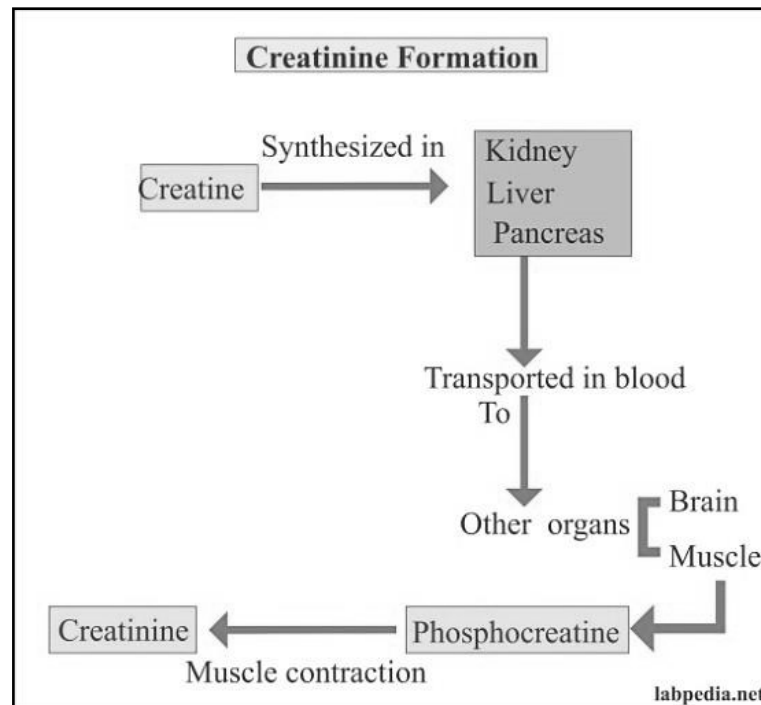 Creatinine Formation
Synthesized in
Creatine
Kidney
Liver
Pancreas
Transported in blood
To
Other organs
Brain
Muscle
Phosphocreatine
Muscle contraction
Creatinine
labpedia.net